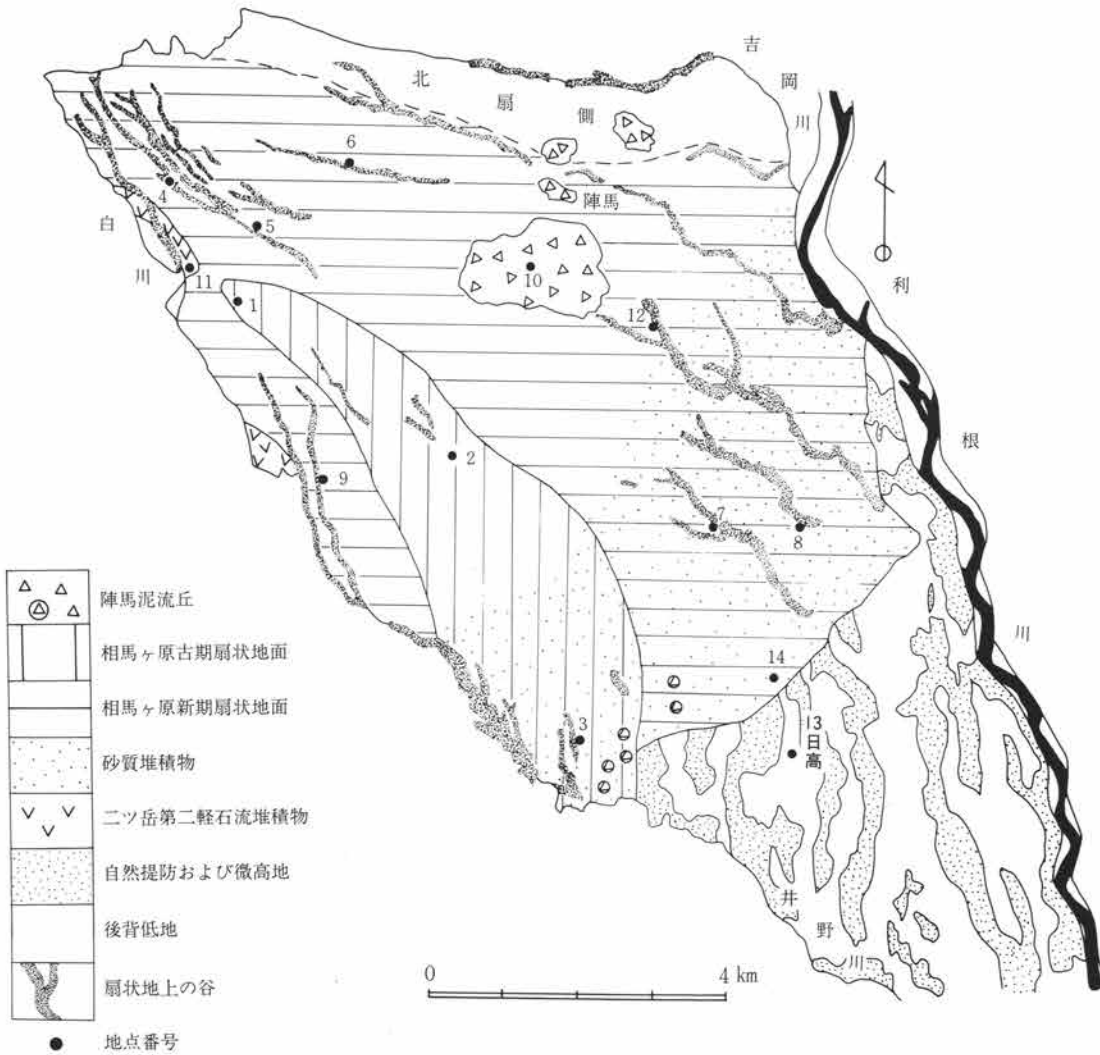 北扇側
吉岡川
6
4
陣馬
白川
5
10
11
1
12
利根川
2
9
7
8
14
3
13
日高
井野川
陣馬泥流丘
相馬ヶ原古期扇状地面
相馬ヶ原新期扇状地面
砂質堆積物
二ツ岳第二軽石流堆積物
自然提防および微高地
後背低地
扇状地上の谷
地点番号
0 4 km